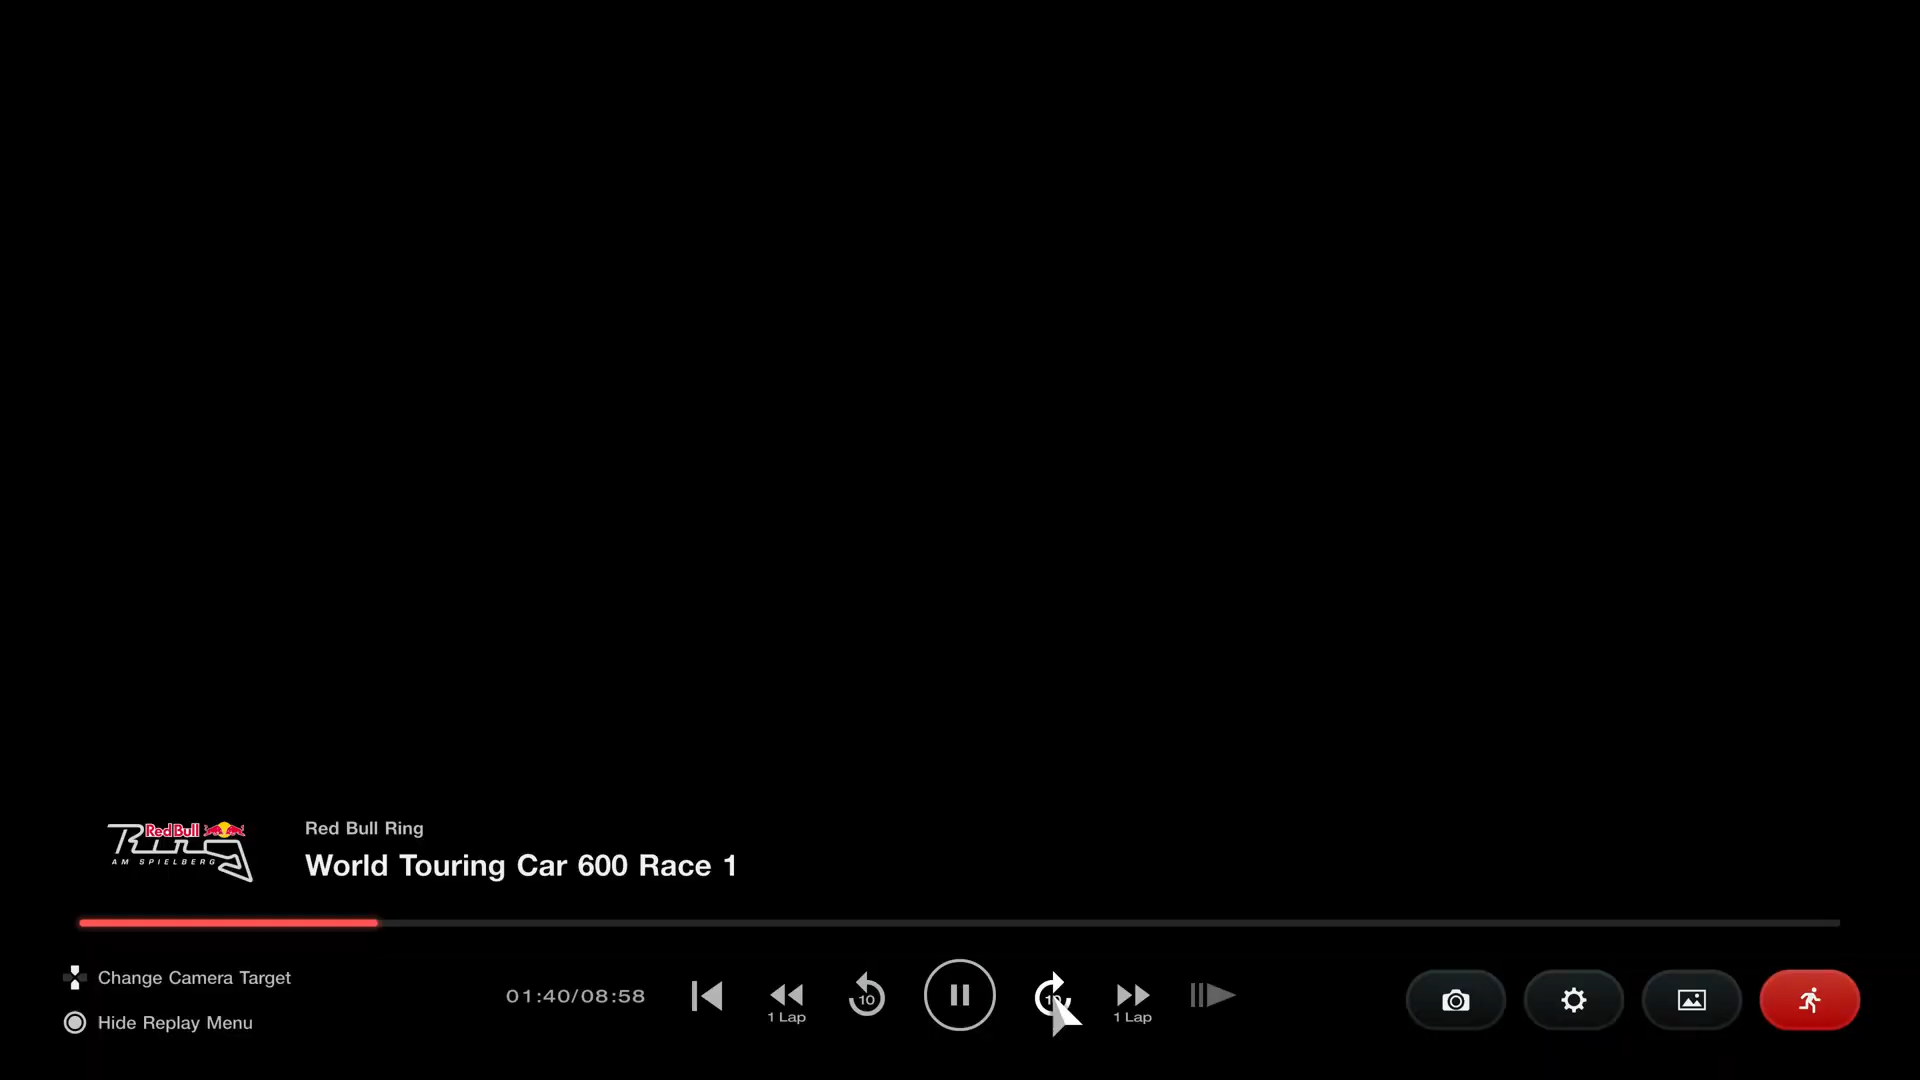 Red Bull
Ring
AM SPIELBERG
Red Bull Ring
World Touring Car 600 Race 1
Change Camera Target
Hide Replay Menu
01:40/08:58
1 Lap
10
1 Lap